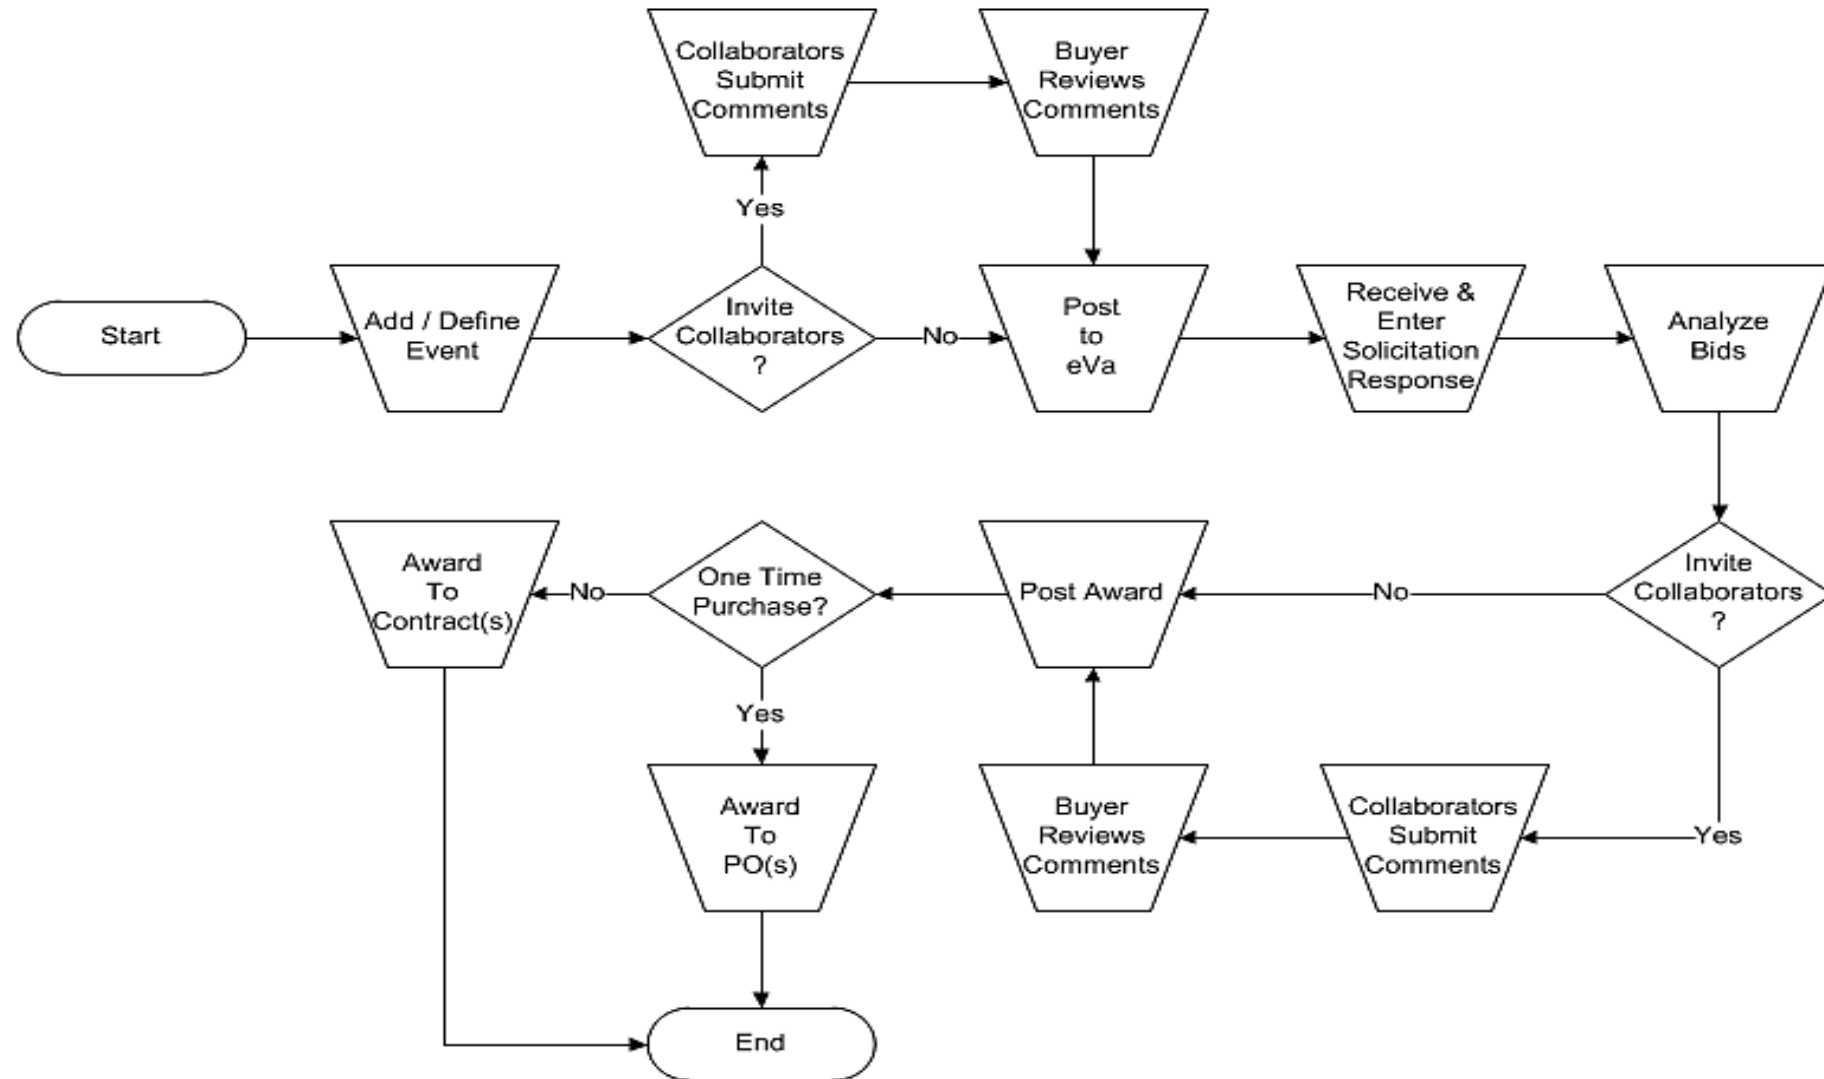 Collaborators
Submit
Comments
Buyer
Reviews
Comments
Yes
Start
Add / Define
Event
Invite
Collaborators
?
No
Post
to
eVa
Receive &
Enter
Solicitation
Response
Analyze
Bids
Award
To
Contract(s)
No
One Time
Purchase?
Post Award
No
Invite
Collaborators
?
Yes
Award
To
PO(s)
Buyer
Reviews
Comments
Collaborators
Submit
Comments
Yes
End